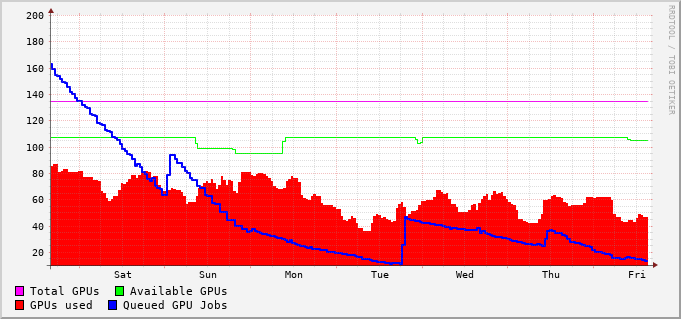 RRDTOOL / TOBI OETIKER
200
180
160
140
120
100
80
60
40
20
Sat Sun Mon Tue Wed Thu Fri
Total GPUs Available GPUs
GPUs used Queued GPU Jobs